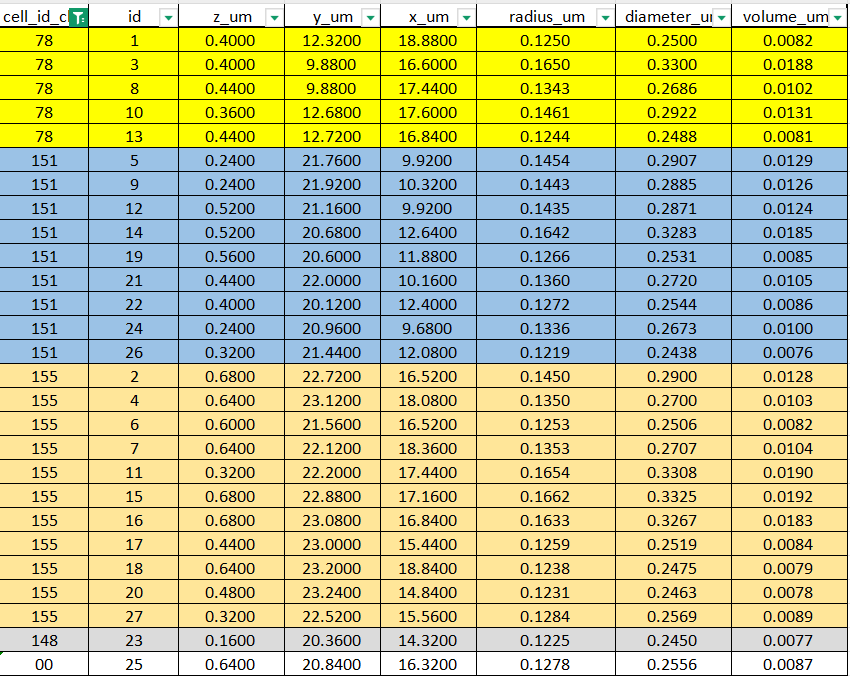 cell_id_c id z_um y_um x_um radius_um diameter_u volume_um
78 1 0.4000 12.3200 18.8800 0.1250 0.2500 0.0082
78 3 0.4000 9.8800 16.6000 0.1650 0.3300 0.0188
78 8 0.4400 9.8800 17.4400 0.1343 0.2686 0.0102
78 10 0.3600 12.6800 17.6000 0.1461 0.2922 0.0131
78 13 0.4400 12.7200 16.8400 0.1244 0.2488 0.0081
151 5 0.2400 21.7600 9.9200 0.1454 0.2907 0.0129
151 9 0.2400 21.9200 10.3200 0.1443 0.2885 0.0126
151 12 0.5200 21.1600 9.9200 0.1435 0.2871 0.0124
151 14 0.5200 20.6800 12.6400 0.1642 0.3283 0.0185
151 19 0.5600 20.6000 11.8800 0.1266 0.2531 0.0085
151 21 0.4400 22.0000 10.1600 0.1360 0.2720 0.0105
151 22 0.4000 20.1200 12.4000 0.1272 0.2544 0.0086
151 24 0.2400 20.9600 9.6800 0.1336 0.2673 0.0100
151 26 0.3200 21.4400 12.0800 0.1219 0.2438 0.0076
155 2 0.6800 22.7200 16.5200 0.1450 0.2900 0.0128
155 4 0.6400 23.1200 18.0800 0.1350 0.2700 0.0103
155 6 0.6000 21.5600 16.5200 0.1253 0.2506 0.0082
155 7 0.6400 22.1200 18.3600 0.1353 0.2707 0.0104
155 11 0.3200 22.2000 17.4400 0.1654 0.3308 0.0190
155 15 0.6800 22.8800 17.1600 0.1662 0.3325 0.0192
155 16 0.6800 23.0800 16.8400 0.1633 0.3267 0.0183
155 17 0.4400 23.0000 15.4400 0.1259 0.2519 0.0084
155 18 0.6400 23.2000 18.8400 0.1238 0.2475 0.0079
155 20 0.4800 23.2400 14.8400 0.1231 0.2463 0.0078
155 27 0.3200 22.5200 15.5600 0.1284 0.2569 0.0089
148 23 0.1600 20.3600 14.3200 0.1225 0.2450 0.0077
00 25 0.6400 20.8400 16.3200 0.1278 0.2556 0.0087